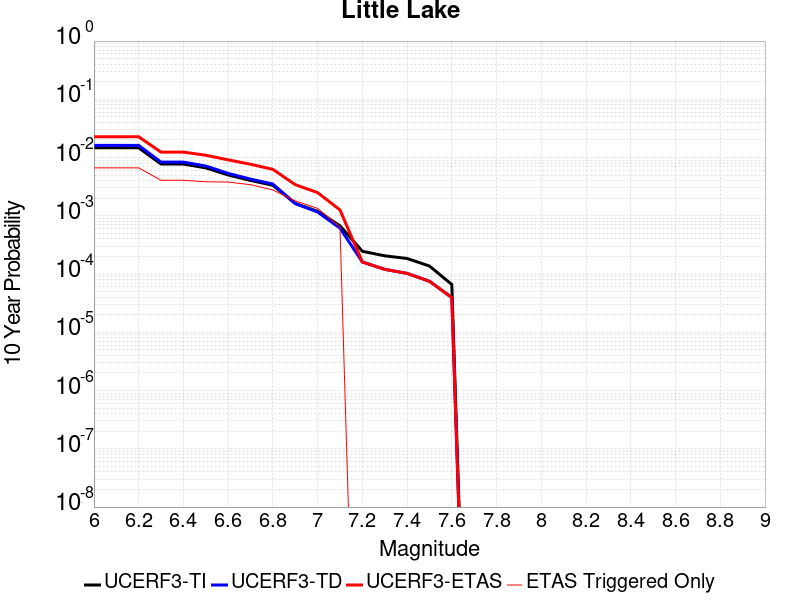 Little Lake
10 Year Probability
10^0
10^-1
10^-2
10^-3
10^-4
10^-5
10^-6
10^-7
10^-8
6 6.2 6.4 6.6 6.8 7 7.2 7.4 7.6 7.8 8 8.2 8.4 8.6 8.8 9
Magnitude
UCERF3-TI UCERF3-TD UCERF3-ETAS ETAS Triggered Only